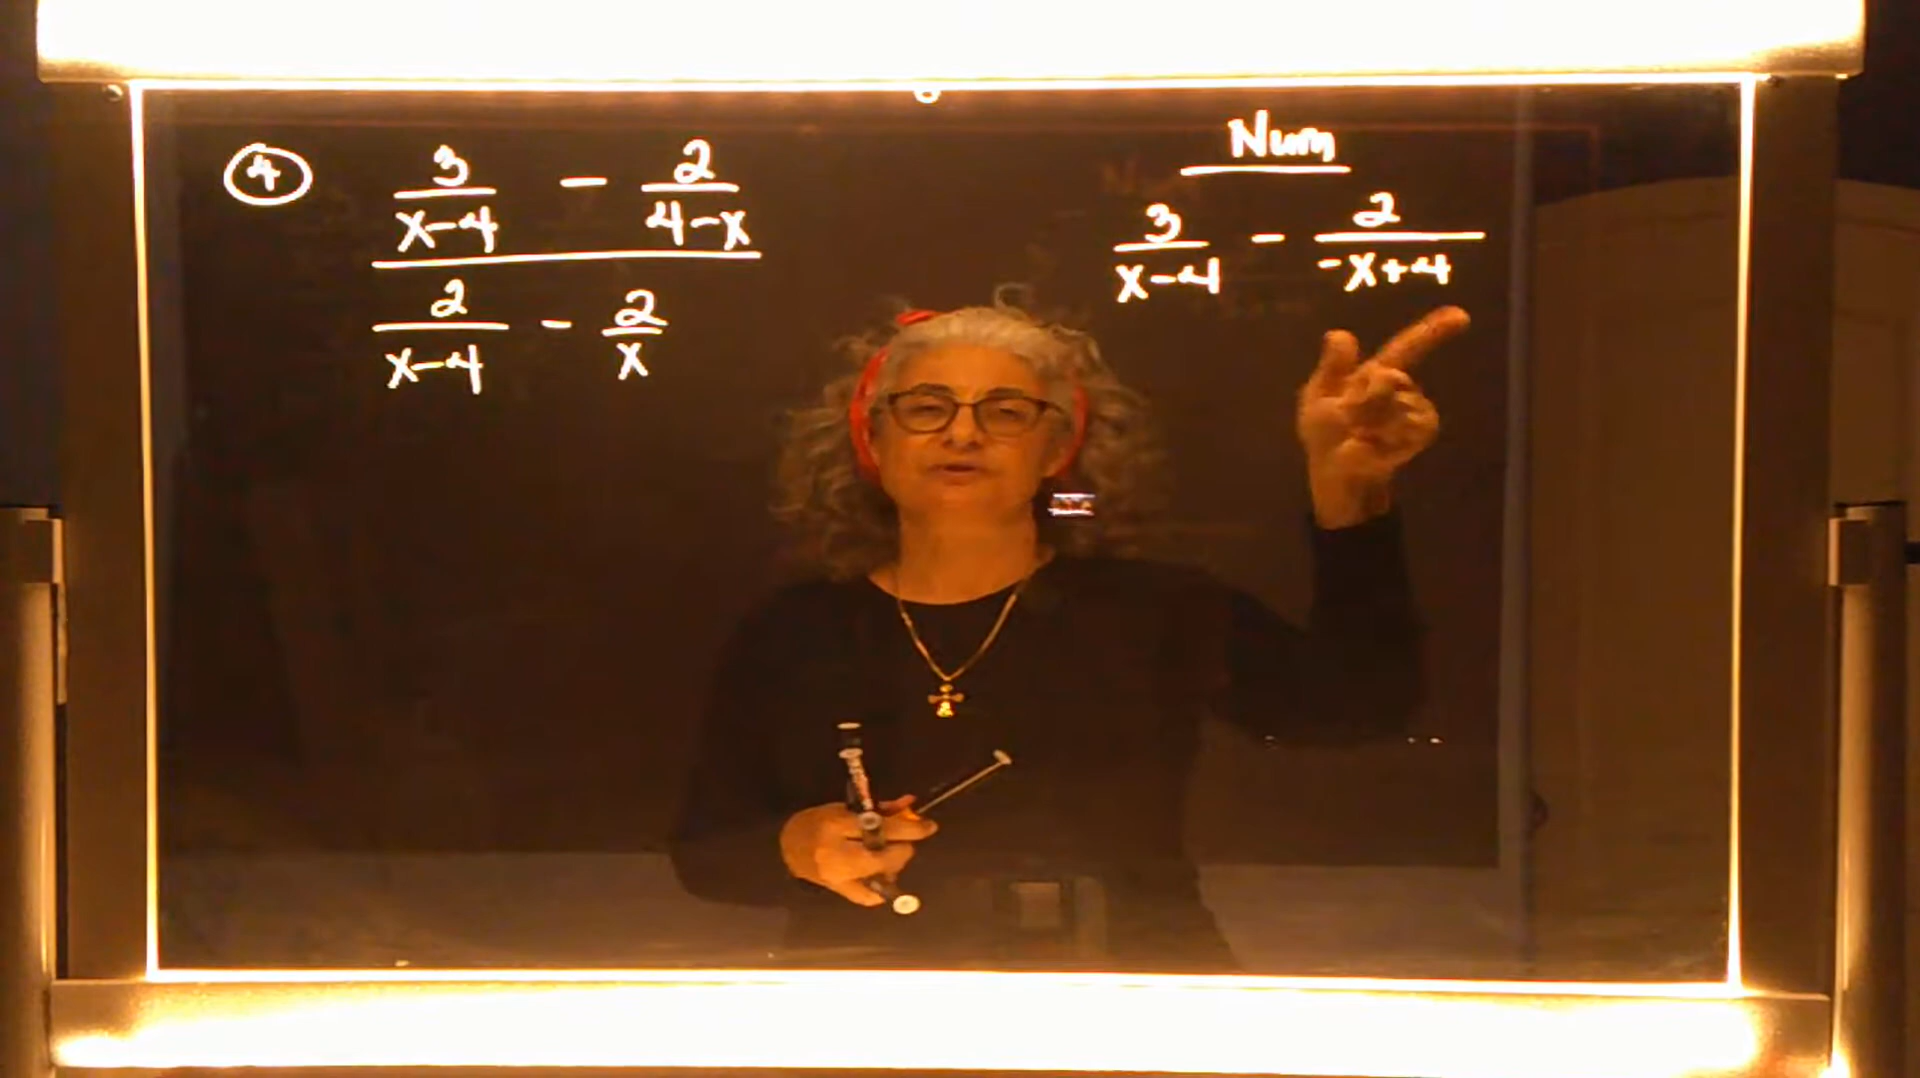 ④ 3/(x-4) - 2/(4-x)
2/(x-4) - 2/x
Num
3/(x-4) - 2/(-x+4)